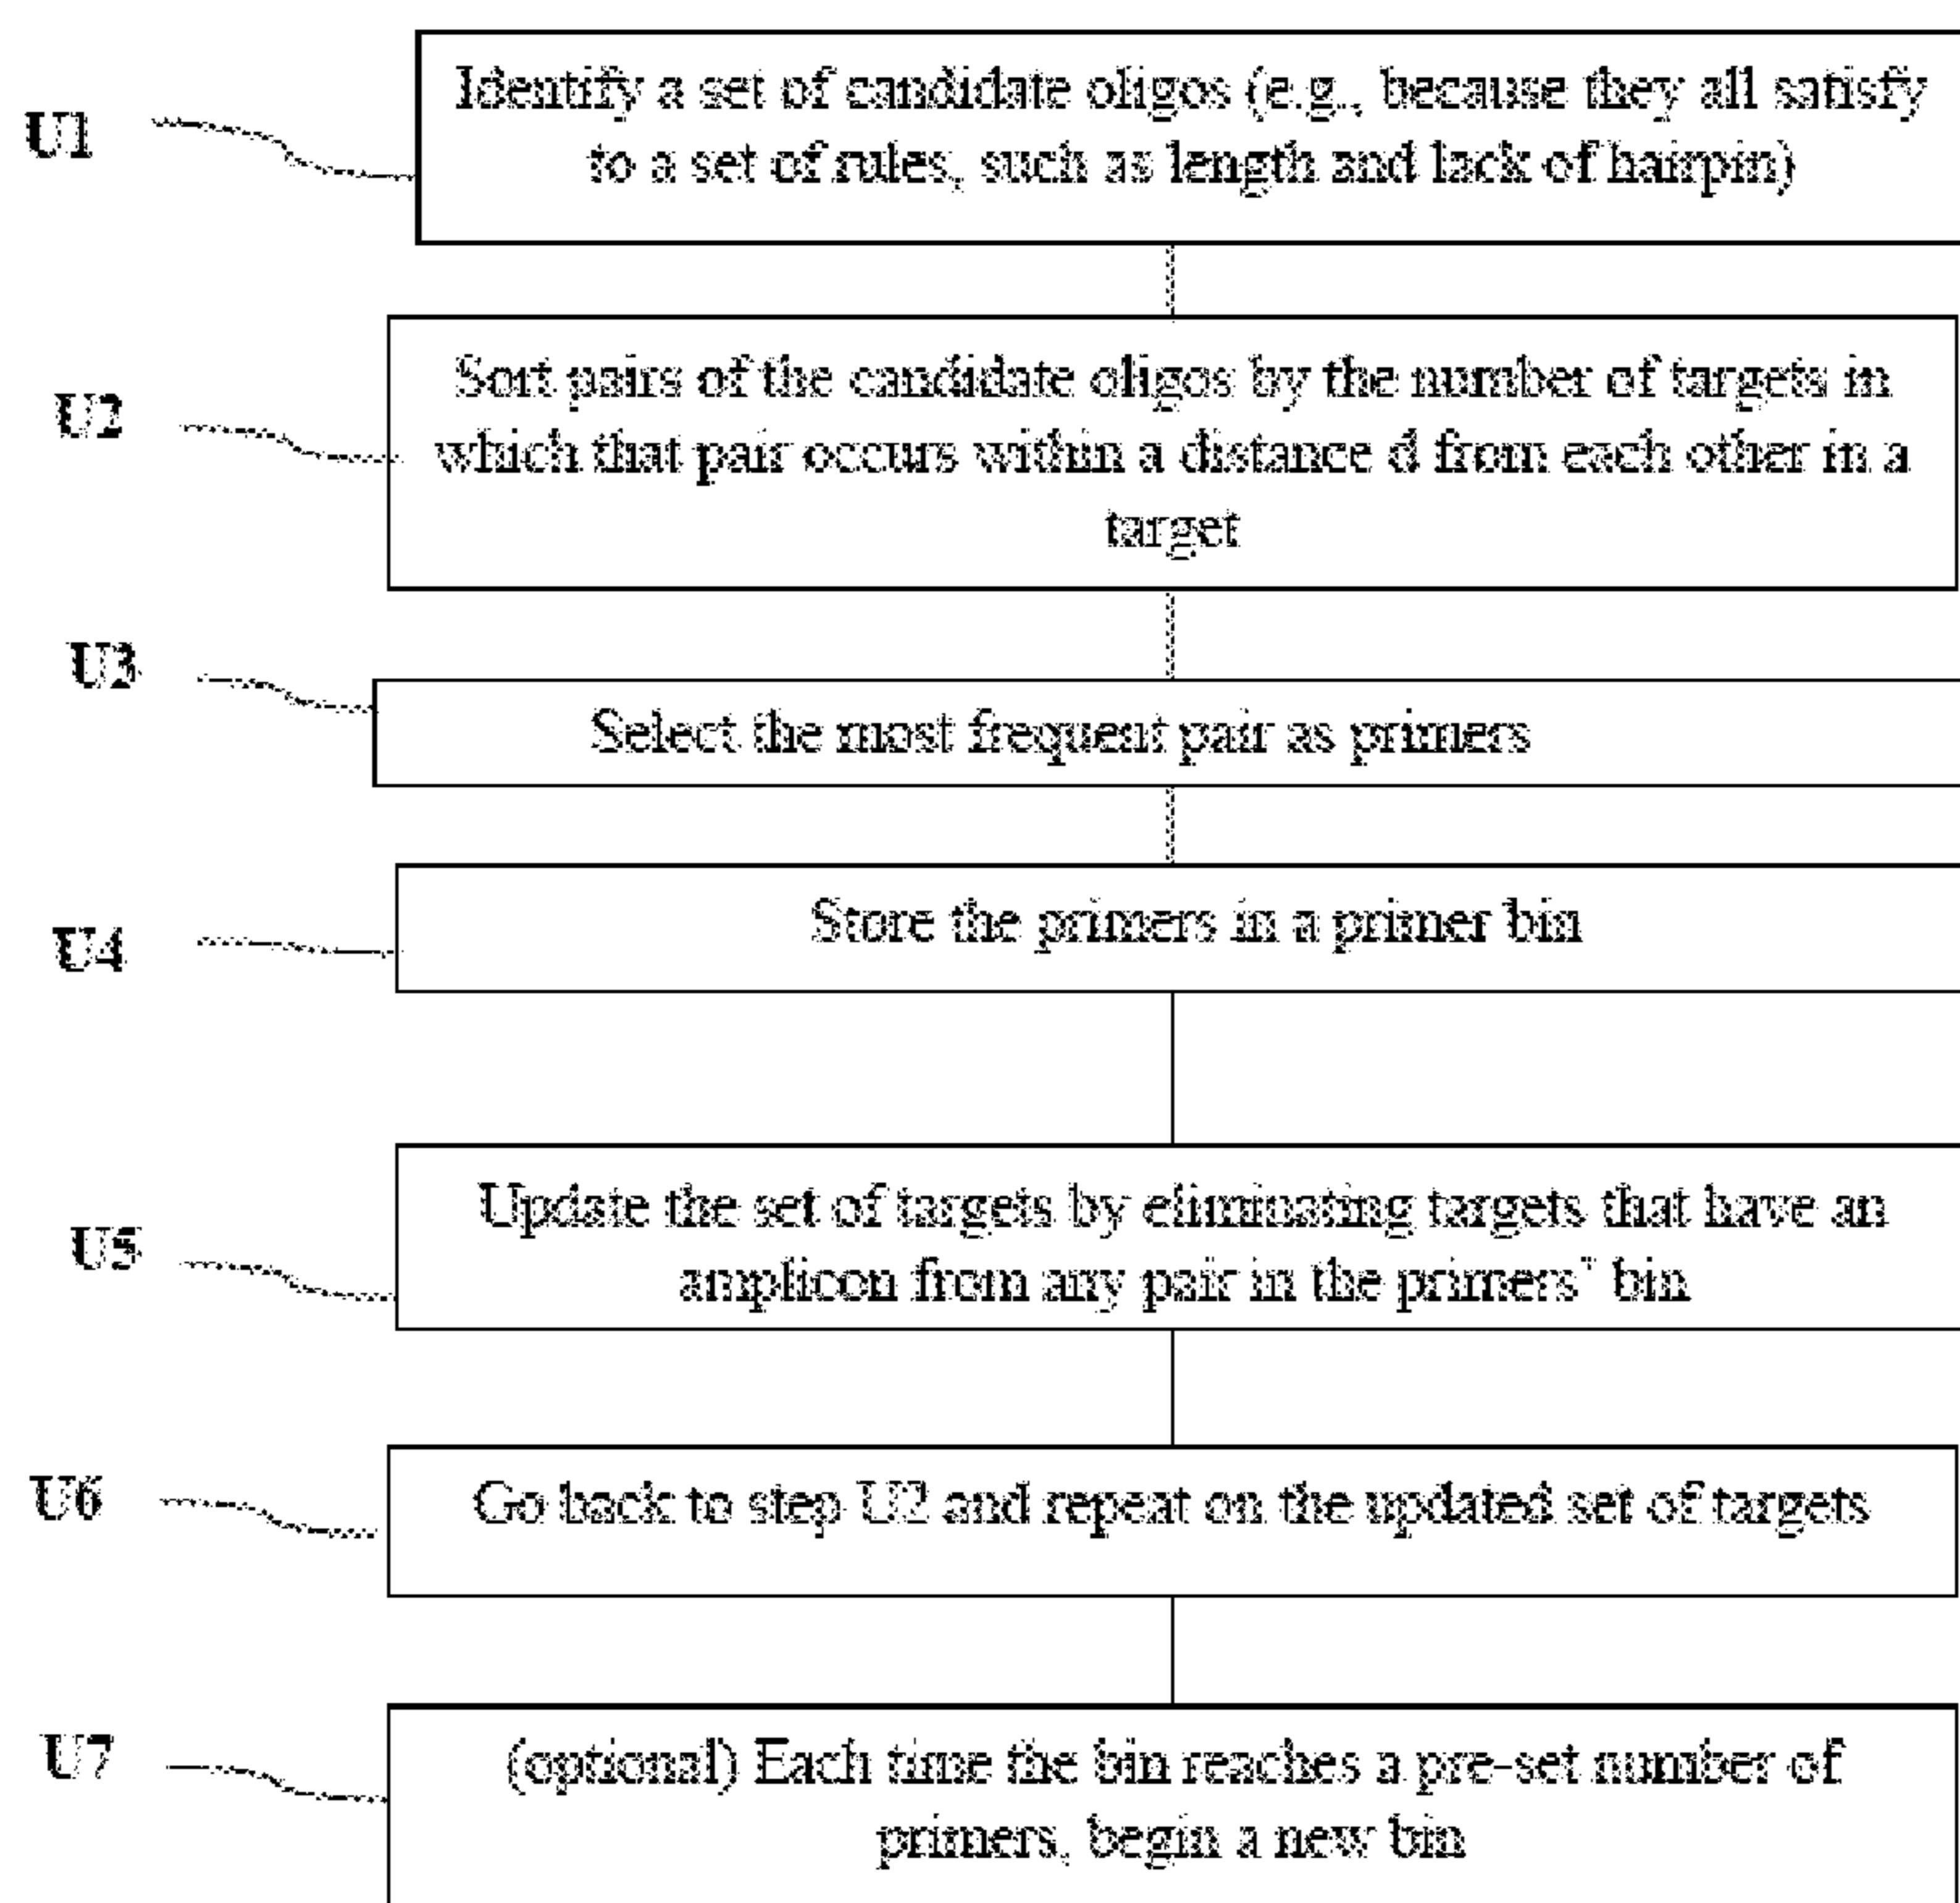 U1
Identify a set of candidate oligos (e.g., because they all satisfy
to a set of rules, such as length and lack of hairpin)
U2
Sort pairs of the candidate oligos by the number of targets in
which that pair occurs within a distance d from each other in a
target
U3
Select the most frequent pair as primers
U4
Store the primers in a primer bin
U5
Update the set of targets by eliminating targets that have an
amplicon from any pair in the primers' bin
U6
Go back to step U2 and repeat on the updated set of targets
U7
(optional) Each time the bin reaches a pre-set number of
primers, begin a new bin